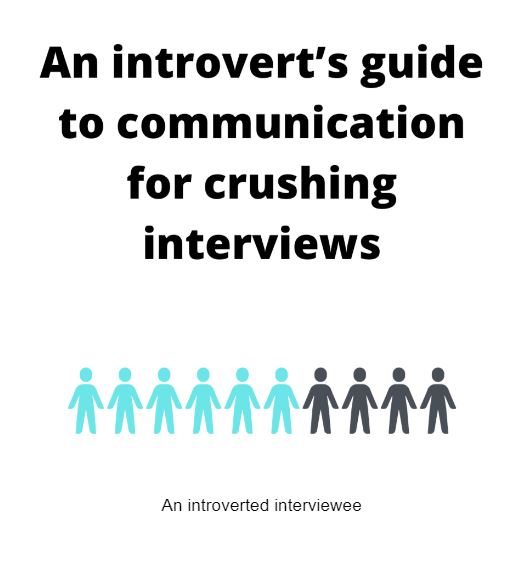 An introvert’s guide
to communication
for crushing
interviews
An introverted interviewee